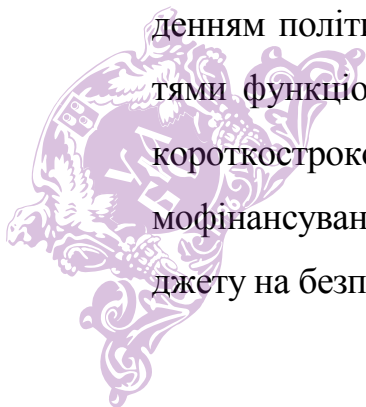 денням політи
тями функціо
короткостроко
мофінансуван
джету на безп